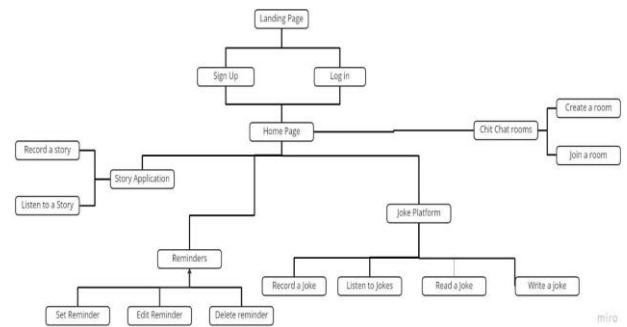 Landing Page
Sign Up
Log in
Home Page
Chit Chat rooms
Create a room
Join a room
Record a story
Story Application
Listen to a Story
Joke Platform
Reminders
Record a Joke
Listen to Jokes
Read a Joke
Write a joke
Set Reminder
Edit Reminder
Delete reminder
miro